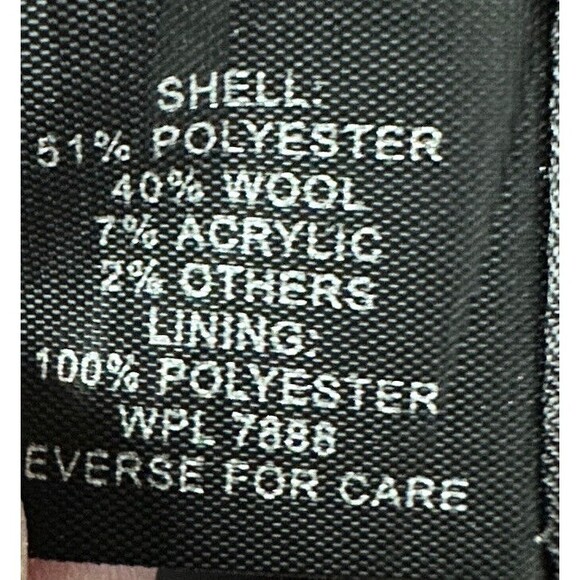 SHELL:
51% POLYESTER
40% WOOL
7% ACRYLIC
2% OTHERS
LINING:
100% POLYESTER
WPL 7888
EVERSE FOR CARE